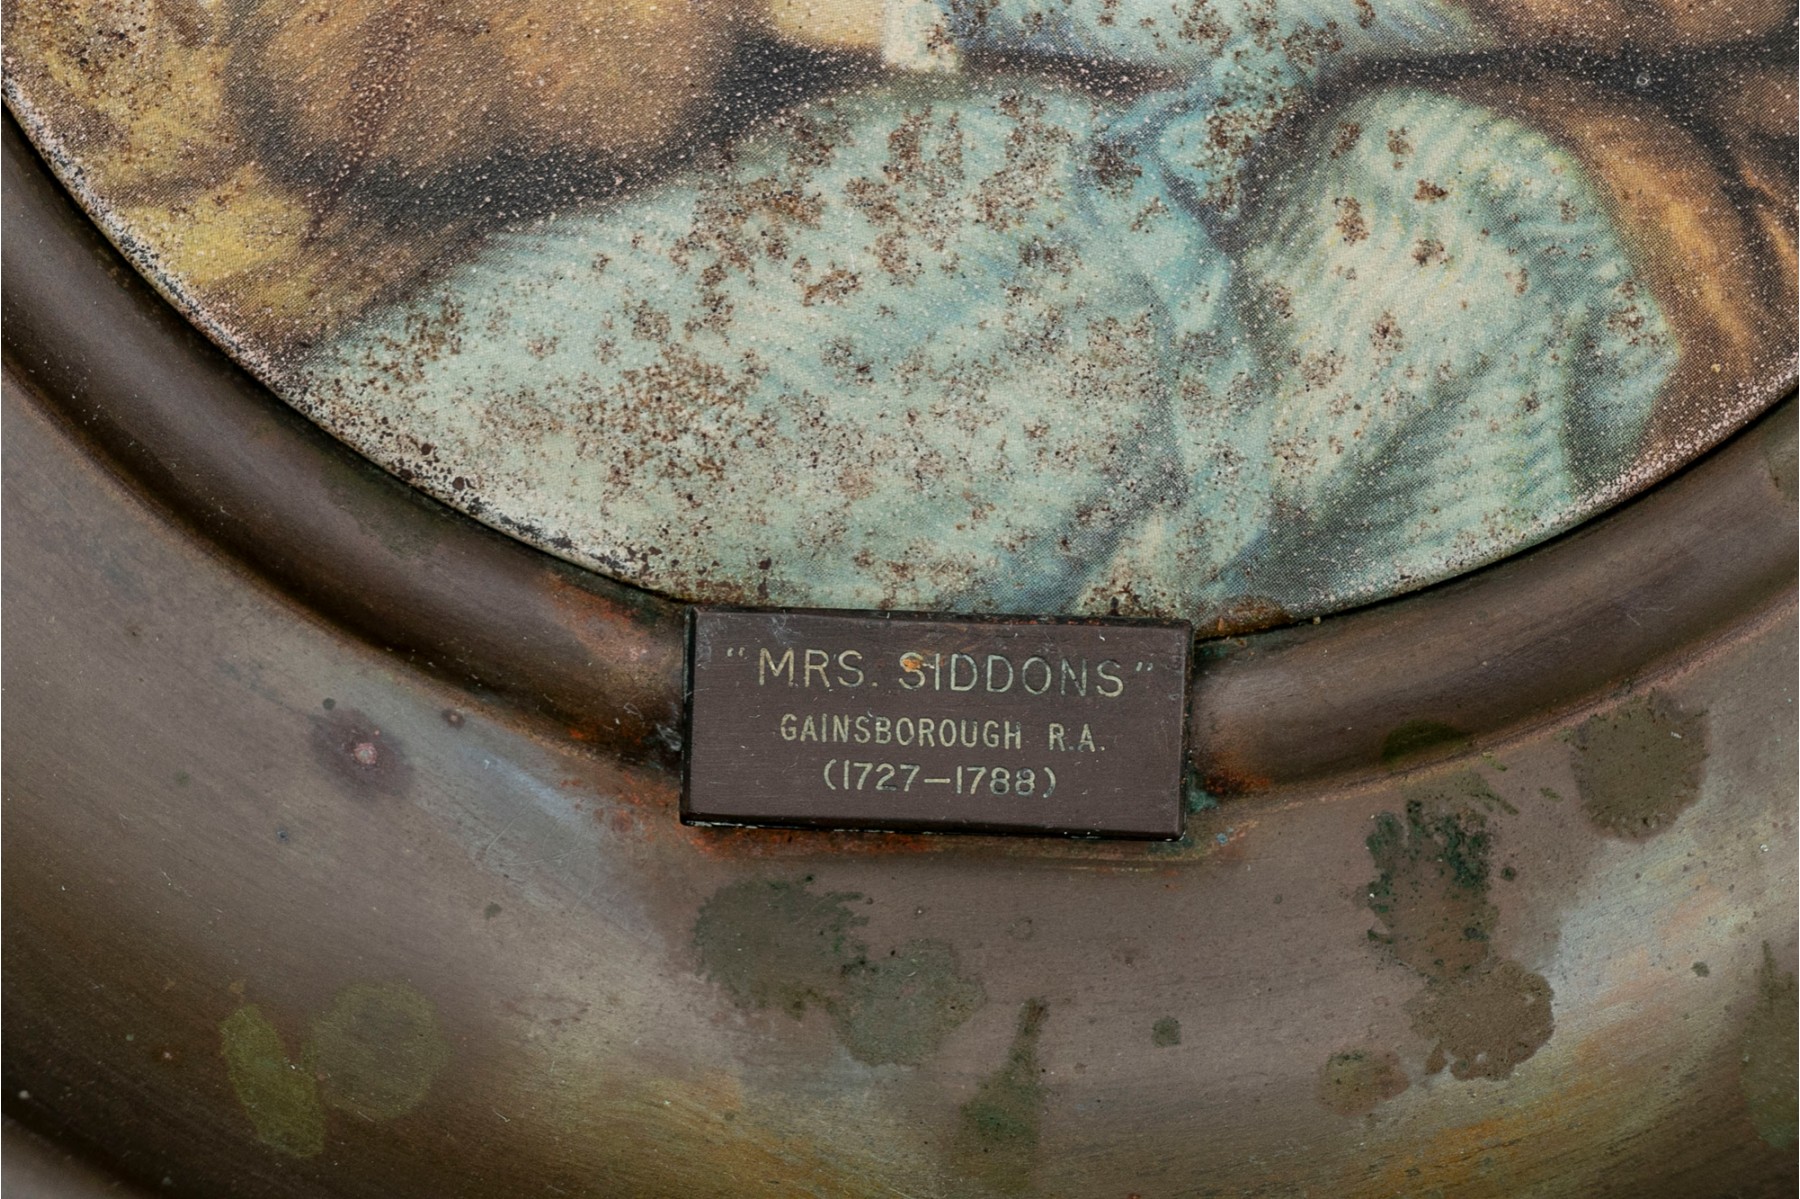 “MRS. SIDDONS”
GAINSBOROUGH R.A.
(1727—1788)